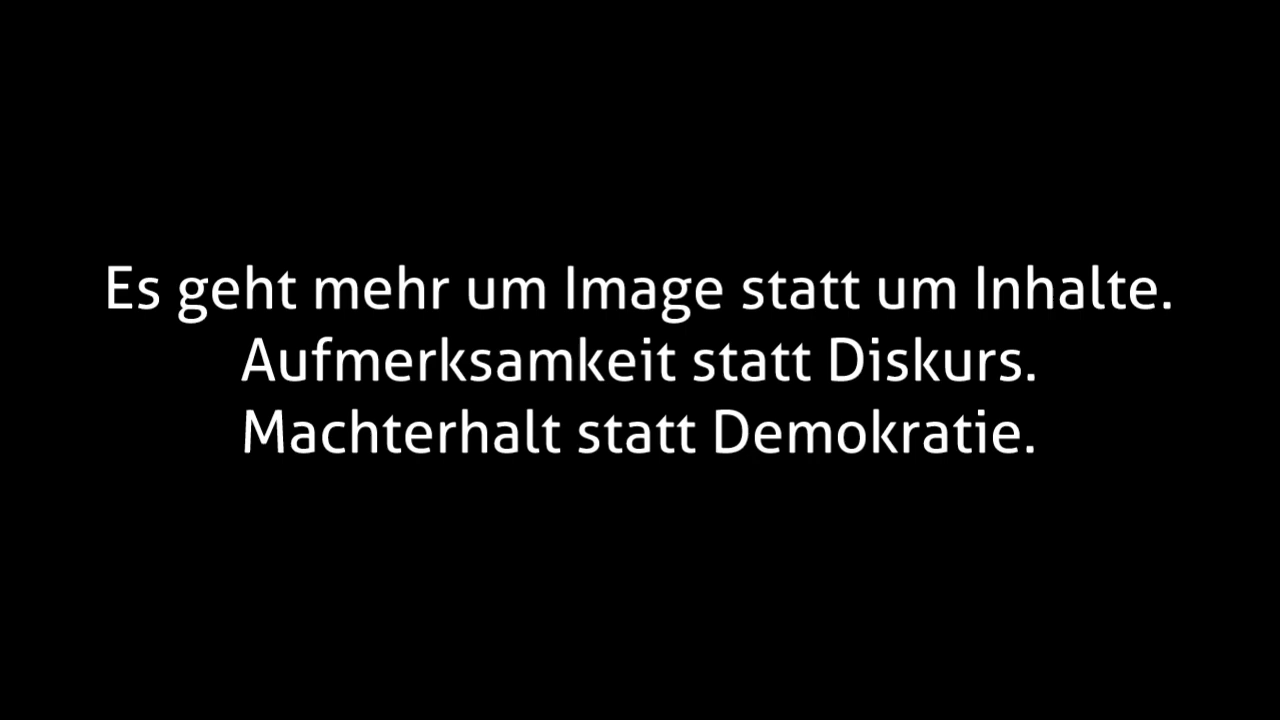 Es geht mehr um Image statt um Inhalte.
Aufmerksamkeit statt Diskurs.
Machterhalt statt Demokratie.